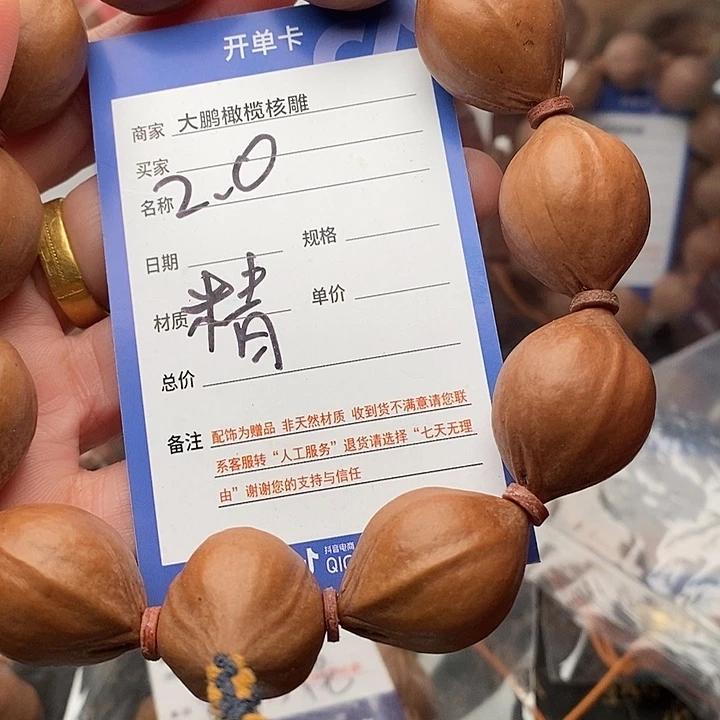 开单卡
商家 大鹏橄榄核雕
买家
名称 2.0
日期 规格
材质 精 单价
总价
备注 配饰为赠品 非天然材质 收到货不满意请您联
系客服转“人工服务”退货请选择“七天无理
由”谢谢您的支持与信任
抖音电商